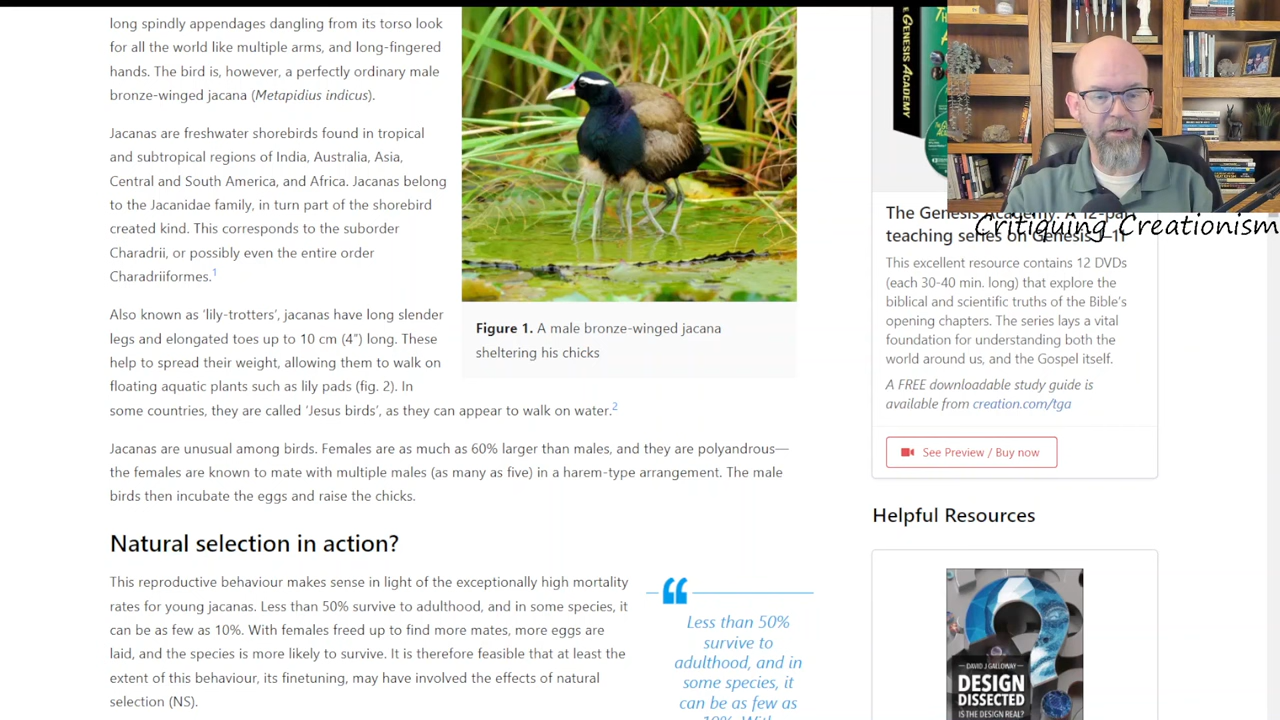 long spindly appendages dangling from its torso look
for all the world like multiple arms, and long-fingered
hands. The bird is, however, a perfectly ordinary male
bronze-winged jacana (Metapidius indicus).
Jacanas are freshwater shorebirds found in tropical
and subtropical regions of India, Australia, Asia,
Central and South America, and Africa. Jacanas belong
to the Jacanidae family, in turn part of the shorebird
created kind. This corresponds to the suborder
Charadrii, or possibly even the entire order
Charadriiformes.1
Also known as ‘lily-trotters’, jacanas have long slender
legs and elongated toes up to 10 cm (4”) long. These
help to spread their weight, allowing them to walk on
floating aquatic plants such as lily pads (fig. 2). In
some countries, they are called ‘Jesus birds’, as they can appear to walk on water.2
Figure 1. A male bronze-winged jacana
sheltering his chicks
Jacanas are unusual among birds. Females are as much as 60% larger than males, and they are polyandrous—
the females are known to mate with multiple males (as many as five) in a harem-type arrangement. The male
birds then incubate the eggs and raise the chicks.
Natural selection in action?
This reproductive behaviour makes sense in light of the exceptionally high mortality
rates for young jacanas. Less than 50% survive to adulthood, and in some species, it
can be as few as 10%. With females freed up to find more mates, more eggs are
laid, and the species is more likely to survive. It is therefore feasible that at least the
extent of this behaviour, its finetuning, may have involved the effects of natural
selection (NS).
Less than 50%
survive to
adulthood, and in
some species, it
can be as few as
10%. With
GENESIS ACADEMY
Critiquing Creationism
The Genesis Academy: A 12-part
teaching series on Genesis 1–11
This excellent resource contains 12 DVDs
(each 30-40 min. long) that explore the
biblical and scientific truths of the Bible’s
opening chapters. The series lays a vital
foundation for understanding both the
world around us, and the Gospel itself.
A FREE downloadable study guide is
available from creation.com/tga
See Preview / Buy now
Helpful Resources
DAVID J GALLOWAY
DESIGN
DISSECTED
IS THE DESIGN REAL?